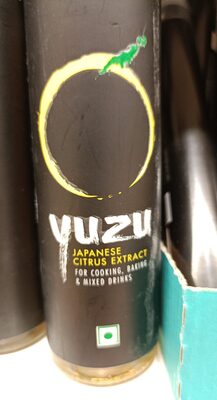 yuzu
JAPANESE
CITRUS EXTRACT
FOR COOKING, BAKING
& MIXED DRINKS